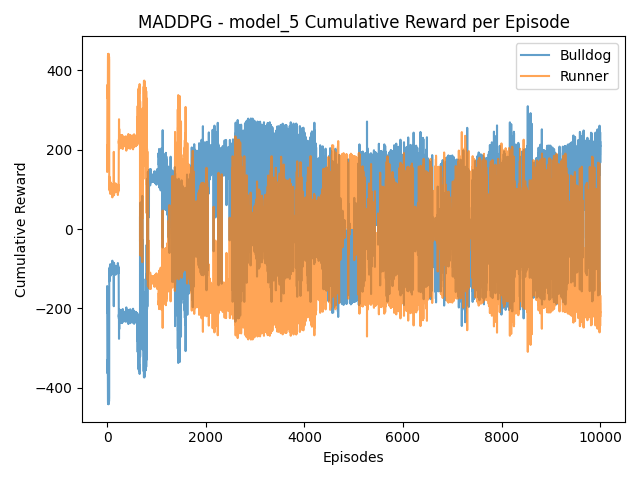 MADDPG - model_5 Cumulative Reward per Episode
Bulldog
Runner
Cumulative Reward
400
200
0
−200
−400
0 2000 4000 6000 8000 10000
Episodes